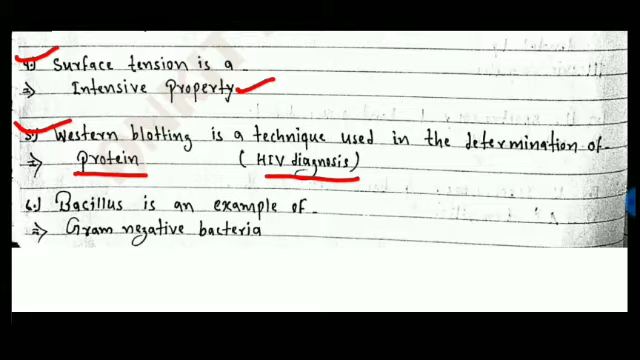 4.) Surface tension is a
⇒ Intensive Property
5.) Western blotting is a technique used in the determination of.
⇒ Protein ( HIV diagnosis )
6.) Bacillus is an example of.
⇒ Gram negative bacteria